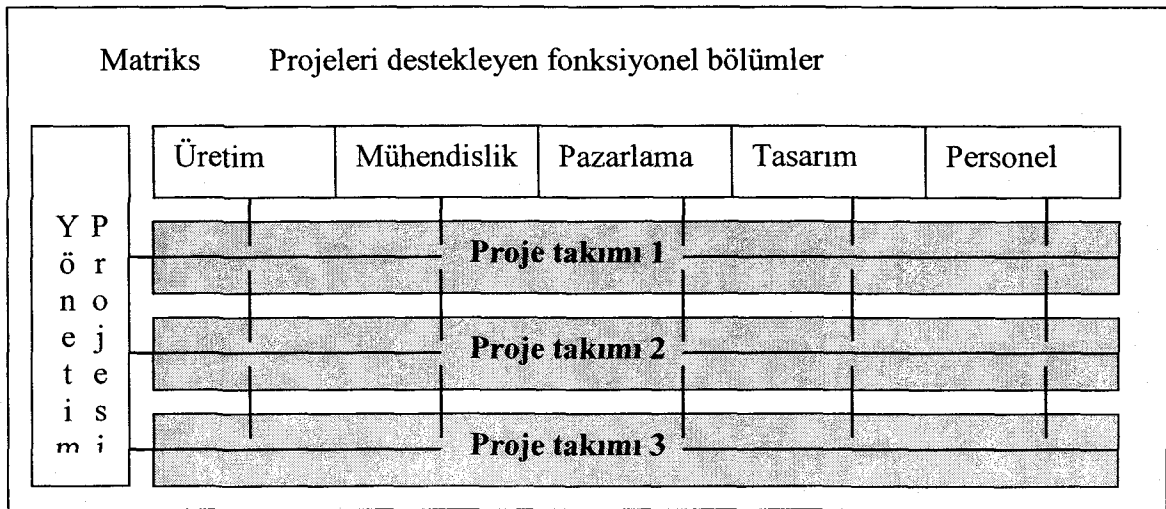 Matriks Projeleri destekleyen fonksiyonel bölümler
Üretim Mühendislik Pazarlama Tasarım Personel
Yönetim Projesi
Proje takımı 1
Proje takımı 2
Proje takımı 3